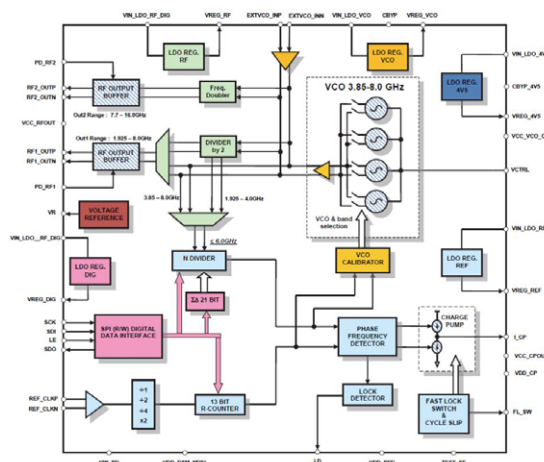 VIN_LDO_RF_DIG
VREG_RF
EXTVCO_INP
EXTVCO_INN
VIN_LDO_VCO
CBYP
VREG_VCO
LDO REG.
RF
LDO REG.
VCO
VIN_LDO_4V
PD_RF2
RF2_OUTP
RF2_OUTN
RF OUTPUT
BUFFER
Freq.
Doubler
VCO 3.85-8.0 GHz
LDO REG.
4V5
CBYP_4V5
VREG_4V5
Out2 Range : 7.7 – 16.0GHz
VCC_RFOUT
VCC_VCO_C
Out1 Range : 1.925 – 8.0GHz
RF1_OUTP
RF1_OUTN
RF OUTPUT
BUFFER
DIVIDER
by 2
VCTRL
PD_RF1
3.85 – 8.0GHz
1.925 – 4.0GHz
VR
VOLTAGE
REFERENCE
VCO & band
selection
VIN_LDO_RF_DIG
≤ 6.0GHz
VIN_LDO_RE
LDO REG.
DIG
N DIVIDER
VCO
CALIBRATOR
LDO REG.
REF
VREG_DIG
ΣΔ 21 BIT
VREG_REF
SCK
SDI
LE
SDO
SPI (R/W) DIGITAL
DATA INTERFACE
PHASE
FREQUENCY
DETECTOR
CHARGE
PUMP
I_CP
VCC_CPOU
VDD_CP
REF_CLKP
REF_CLKN
÷1
÷2
÷4
x2
13 BIT
R-COUNTER
LOCK
DETECTOR
FAST LOCK
SWITCH
&
CYCLE SLIP
FL_SW
LD